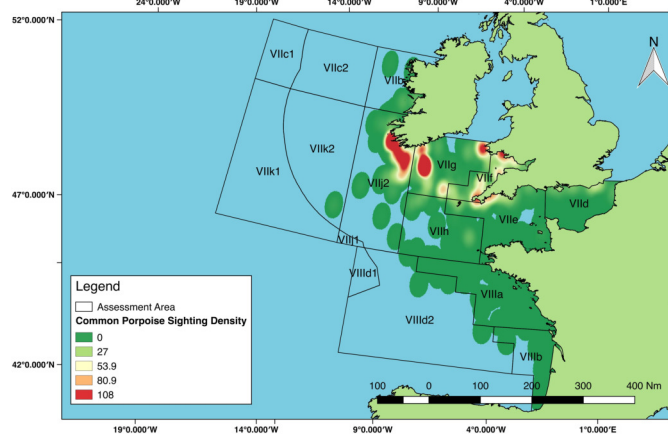 24°0.000'W 19°0.000'W 14°0.000'W 9°0.000'W 4°0.000'W 1°0.000'E
52°0.000'N
N
VIIc1
VIIc2
VIIb
VIIk2
VIIg
VIIf
VIIk1
VIIj2
47°0.000'N
VIId
VIIe
VIIh
VIIj1
VIIId1
Legend
Assessment Area
Common Porpoise Sighting Density
0
27
53.9
80.9
108
VIIIa
VIIId2
VIIIb
42°0.000'N
100 0 100 200 300 400 Nm
19°0.000'W 14°0.000'W 9°0.000'W 4°0.000'W 1°0.000'E